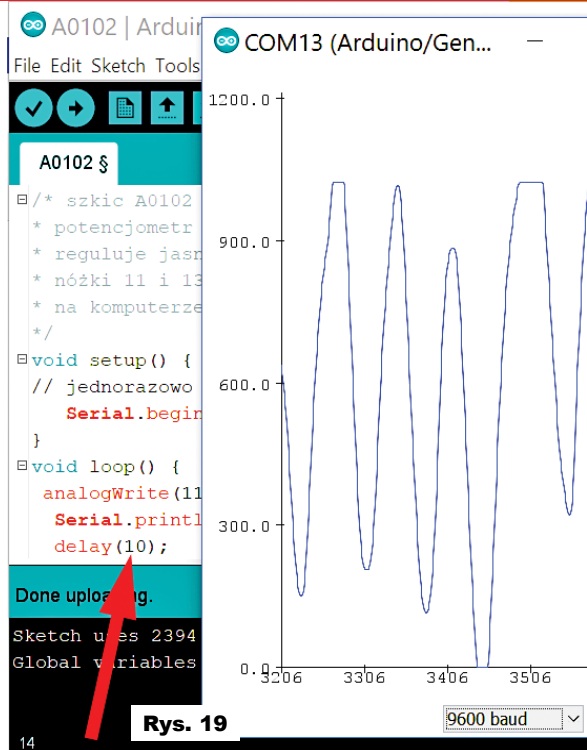 A0102 | Arduin
File Edit Sketch Tools
A0102 §
/* szkic A0102
* potencjometr
* reguluje jasn
* nóżki 11 i 13
* na komputerze
*/
void setup() {
// jednorazowo
Serial.begin
}
void loop() {
analogWrite(11
Serial.printl
delay(10);
Done uploading.
Sketch uses 2394
Global variables
14
COM13 (Arduino/Gen...
1200.0
900.0
600.0
300.0
0.0
3206 3306 3406 3506
9600 baud
Rys. 19